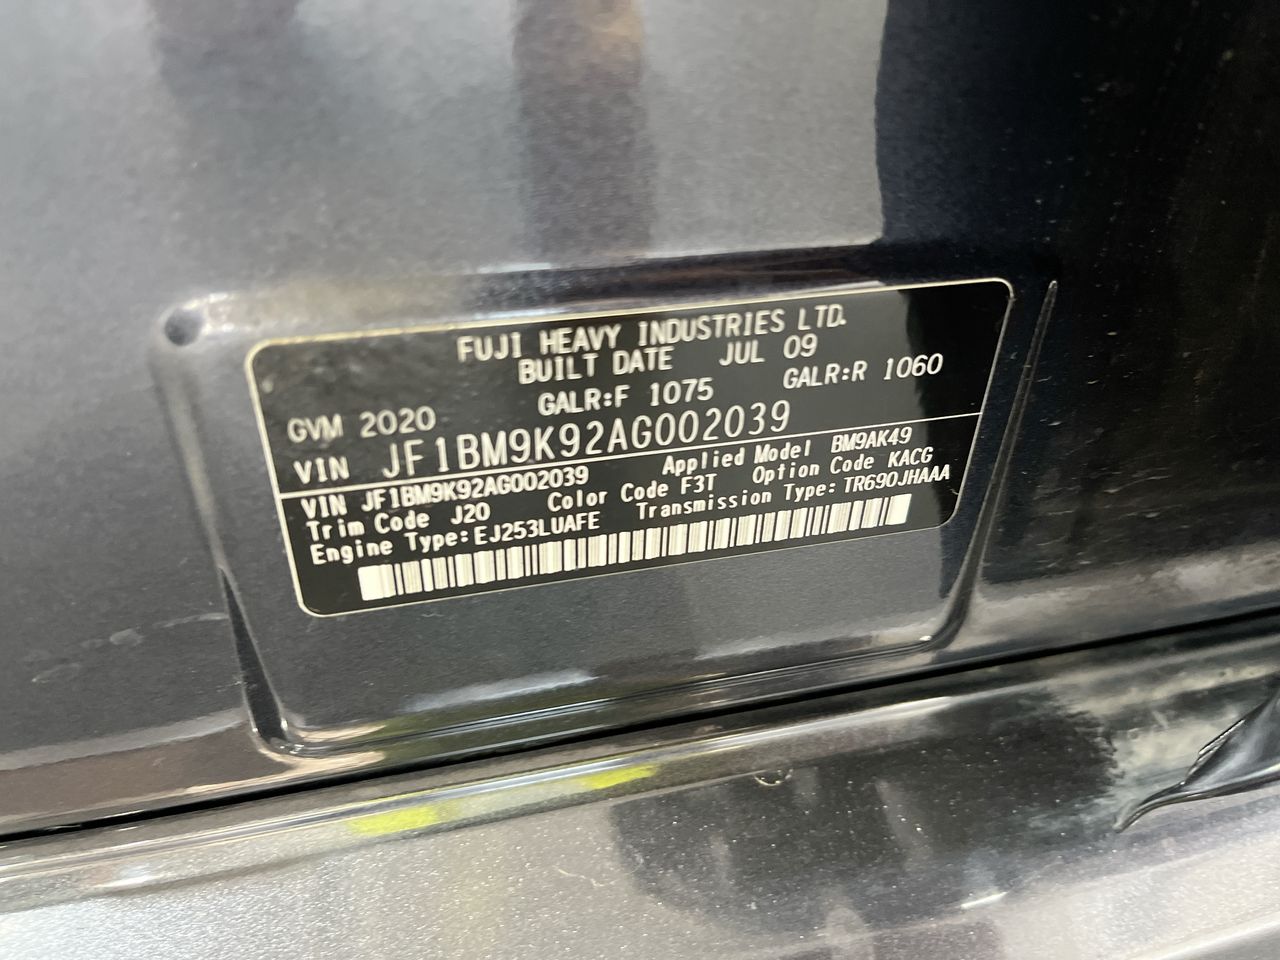 FUJI HEAVY INDUSTRIES LTD.
BUILT DATE JUL 09
GVM 2020 GALR:F 1075 GALR:R 1060
VIN JF1BM9K92AG002039
VIN JF1BM9K92AG002039 Applied Model BM9AK49
Trim Code J20 Color Code F3T Option Code KACG
Engine Type:EJ253LUAFE Transmission Type:TR690JHAAA